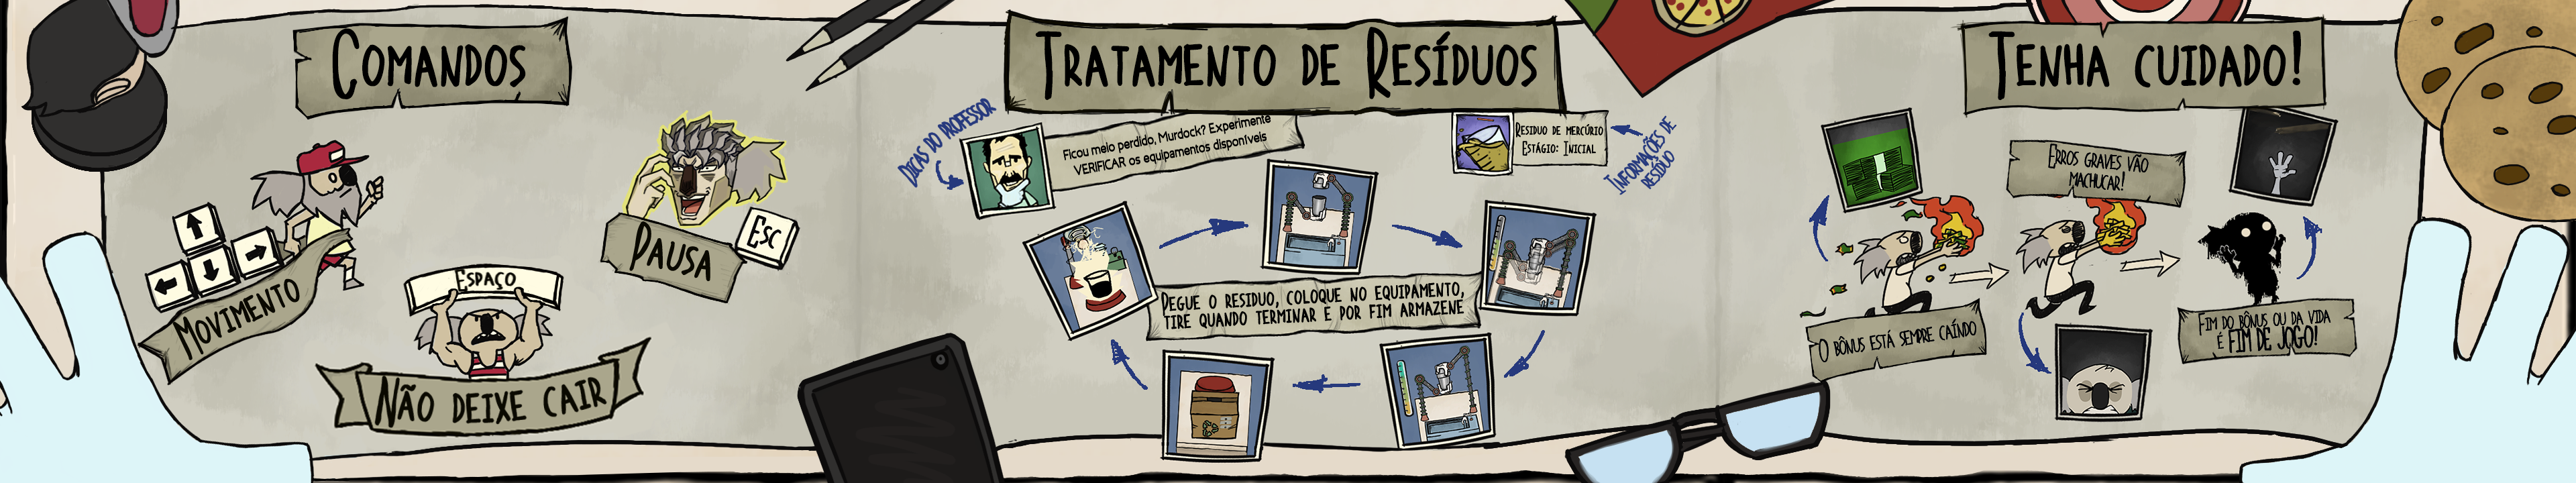 COMANDOS
MOVIMENTO
ESPAÇO
NÃO DEIXE CAIR
PAUSA
ESC
TRATAMENTO DE RESÍDUOS
DICAS DO PROFESSOR
Ficou meio perdido, Murdock? Experimente
VERIFICAR os equipamentos disponíveis
RESIDUO DE MERCÚRIO
ESTÁGIO: INICIAL
INFORMAÇÕES DE
RESÍDUO
PEGUE O RESIDUO, COLOQUE NO EQUIPAMENTO,
TIRE QUANDO TERMINAR E POR FIM ARMAZENE
TENHA CUIDADO!
ERROS GRAVES VÃO
MACHUCAR!
O BÔNUS ESTÁ SEMPRE CAÍNDO
FIM DO BÔNUS OU DA VIDA
É FIM DE JOGO!